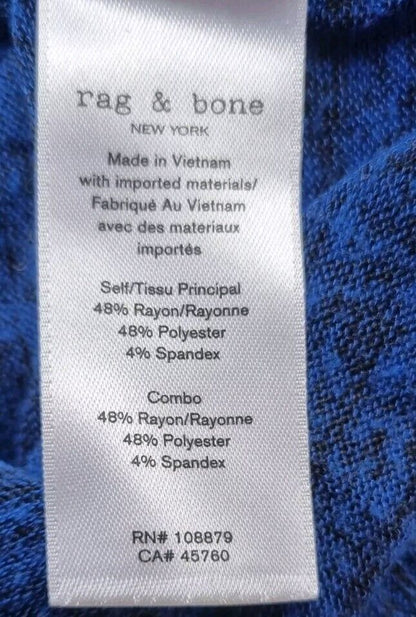 rag & bone
NEW YORK
Made in Vietnam
with imported materials/
Fabriqué Au Vietnam
avec des materiaux
importés
Self/Tissu Principal
48% Rayon/Rayonne
48% Polyester
4% Spandex
Combo
48% Rayon/Rayonne
48% Polyester
4% Spandex
RN# 108879
CA# 45760